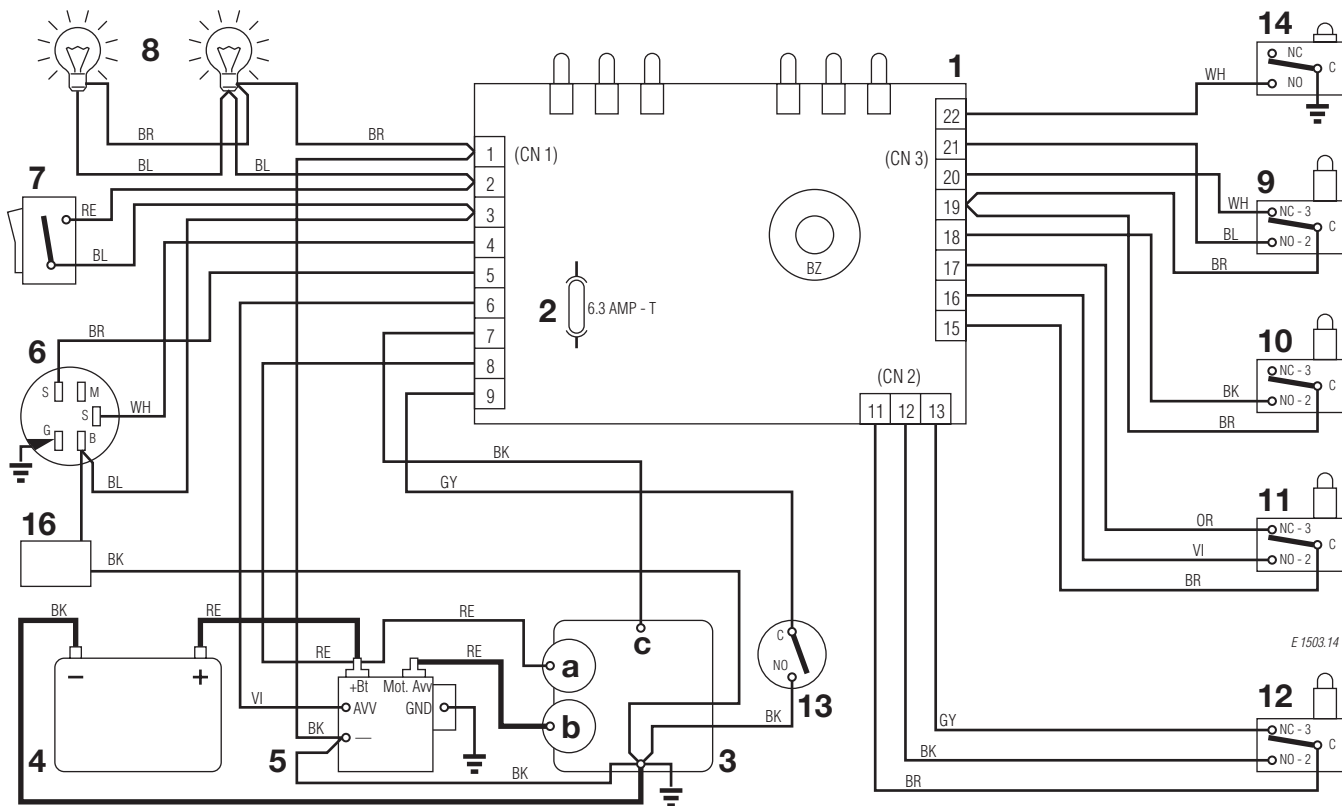 8
1
14
NC
C
NO
WH
BR
BR
BL
BL
22
21
20
19
18
17
16
15
(CN 3)
1
2
3
4
5
6
7
8
9
(CN 1)
7
RE
BL
9
WH
NC - 3
C
BL
NO - 2
BR
BZ
2
6.3 AMP - T
BR
6
S
M
S
WH
G
B
BL
10
NC - 3
C
BK
NO - 2
BR
(CN 2)
11
12
13
BK
GY
16
BK
11
OR
NC - 3
C
VI
NO - 2
BR
E 1503.14
BK
RE
RE
RE
RE
–
+
4
+Bt
Mot. Avv
AVV
GND
—
VI
BK
5
BK
a
b
c
3
C
NO
13
BK
12
GY
NC - 3
C
BK
NO - 2
BR